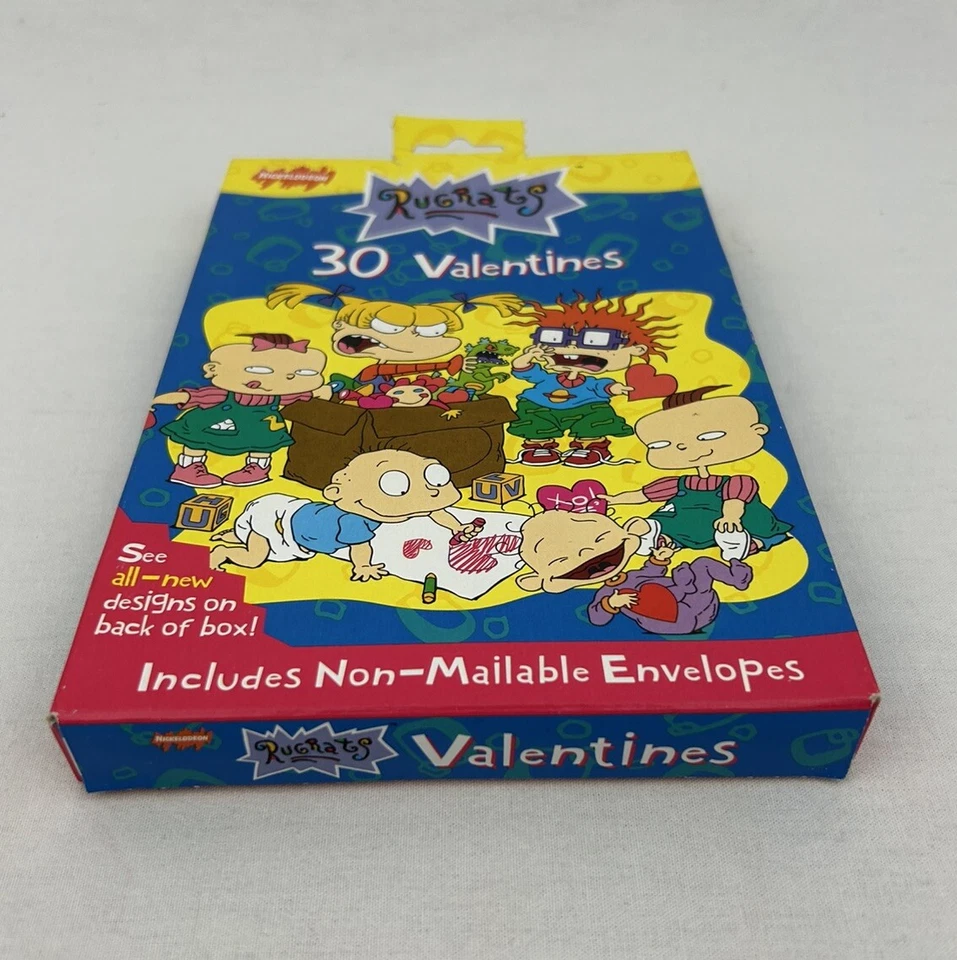 NICKELODEON
RUGRATS
30 Valentines
U V
XO!
U
See
all-new
designs on
back of box!
Includes Non-Mailable Envelopes
NICKELODEON
RUGRATS
Valentines